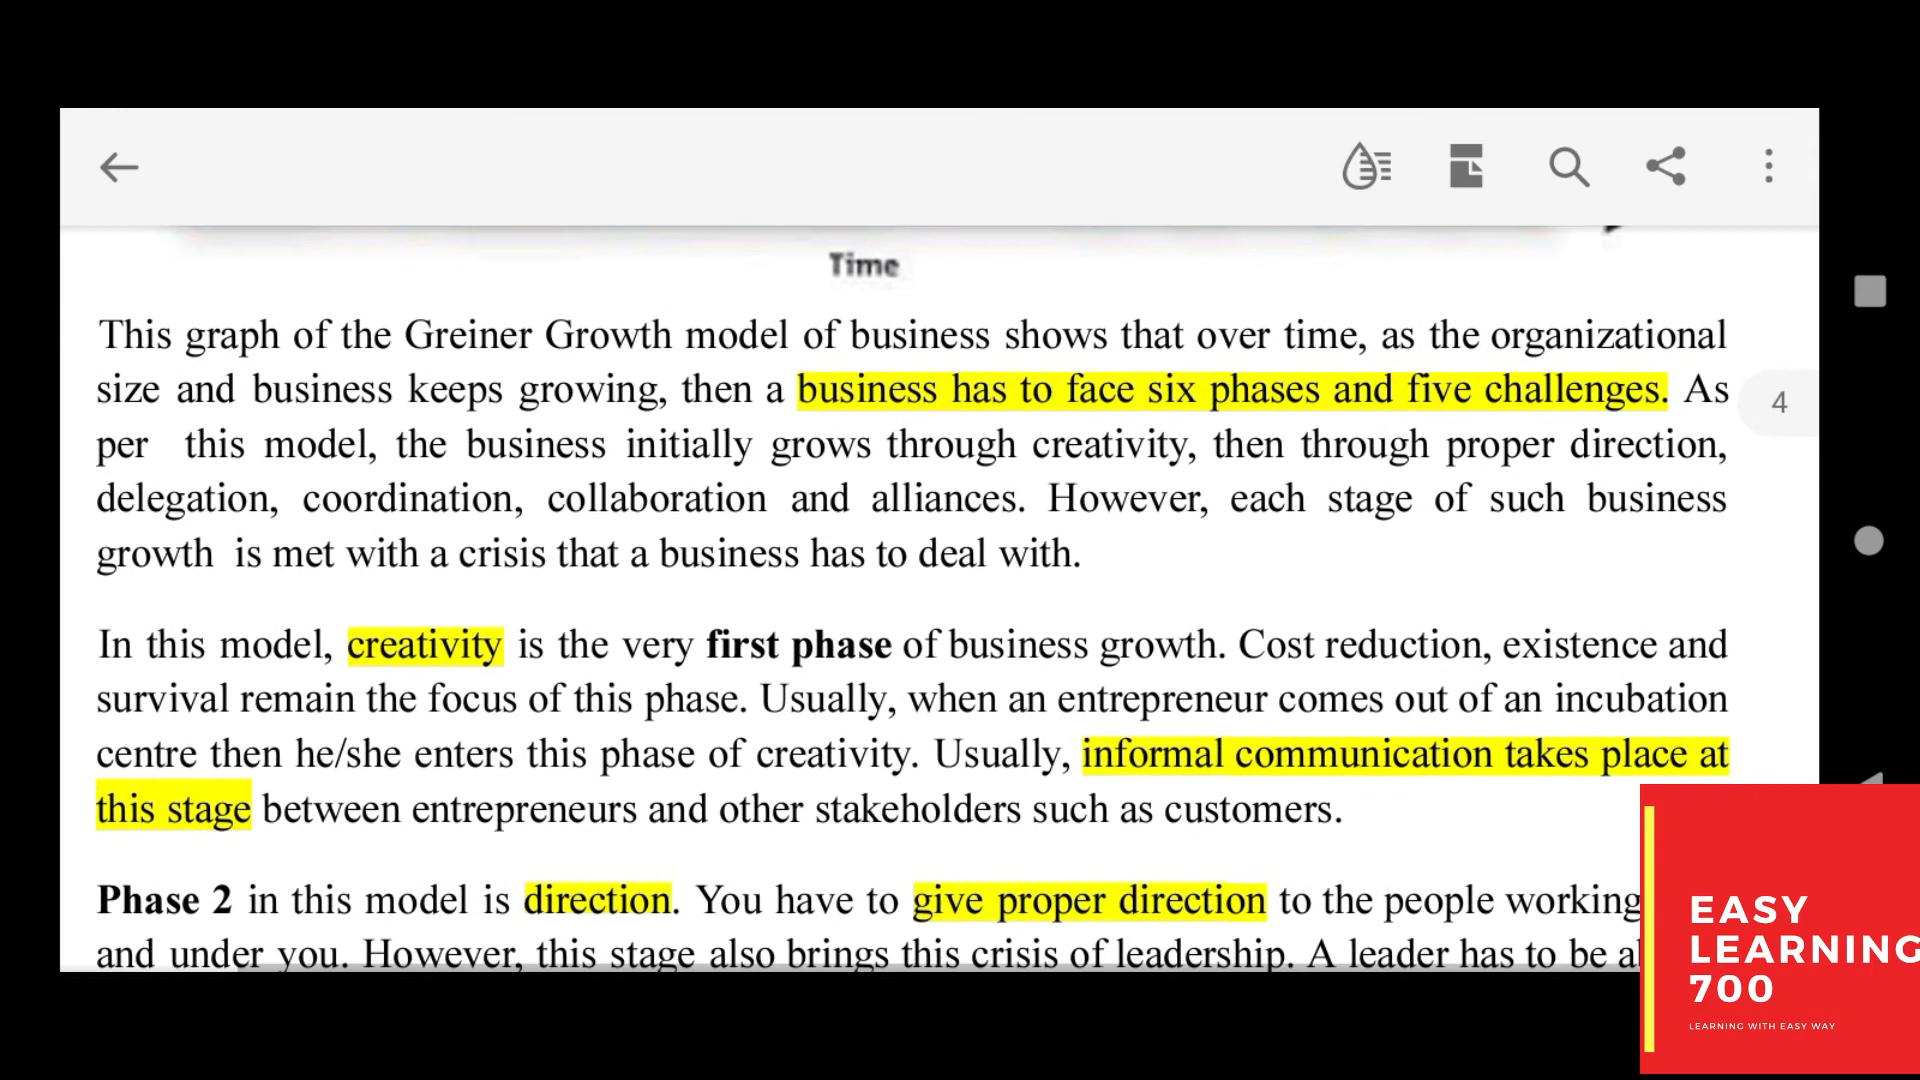 Time
This graph of the Greiner Growth model of business shows that over time, as the organizational
size and business keeps growing, then a business has to face six phases and five challenges. As
per this model, the business initially grows through creativity, then through proper direction,
delegation, coordination, collaboration and alliances. However, each stage of such business
growth is met with a crisis that a business has to deal with.
4
In this model, creativity is the very first phase of business growth. Cost reduction, existence and
survival remain the focus of this phase. Usually, when an entrepreneur comes out of an incubation
centre then he/she enters this phase of creativity. Usually, informal communication takes place at
this stage between entrepreneurs and other stakeholders such as customers.
Phase 2 in this model is direction. You have to give proper direction to the people working
and under you. However, this stage also brings this crisis of leadership. A leader has to be
EASY
LEARNING
700
LEARNING WITH EASY WAY